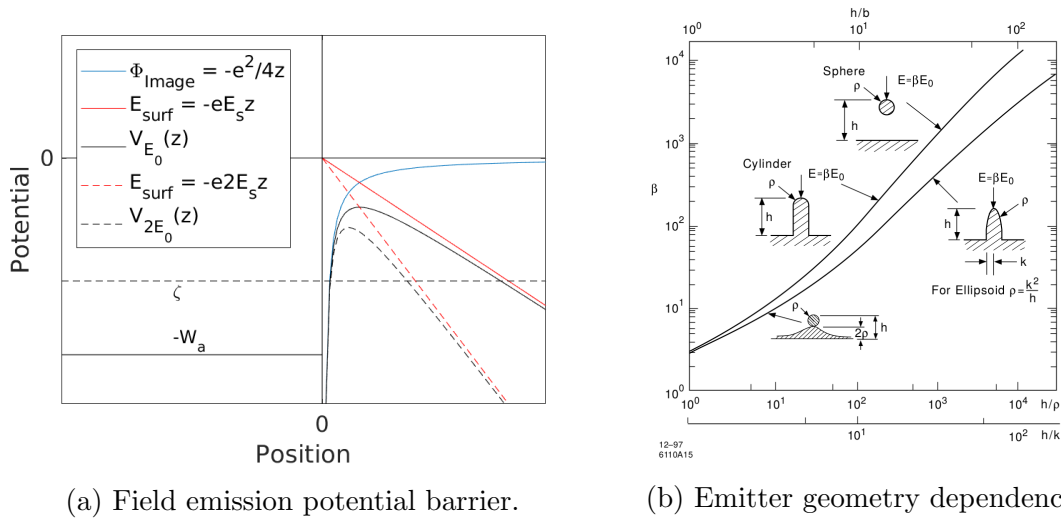 Φ_Image = -e²/4z
E_surf = -eE_s z
V_E₀(z)
E_surf = -e2E_s z
V_2E₀(z)
Potential
0
ζ
-W_a
0
Position
(a) Field emission potential barrier.
h/b
10⁰ 10¹ 10²
10⁴
10³
β
10²
10¹
10⁰
Sphere
ρ
E=βE₀
h
Cylinder
ρ
E=βE₀
h
E=βE₀
h
ρ
k
For Ellipsoid ρ=k²/h
ρ
2ρ
h
10⁰ 10¹ 10² 10³ 10⁴ h/ρ
10¹ 10² h/k
12–97
6110A15
(b) Emitter geometry dependenc